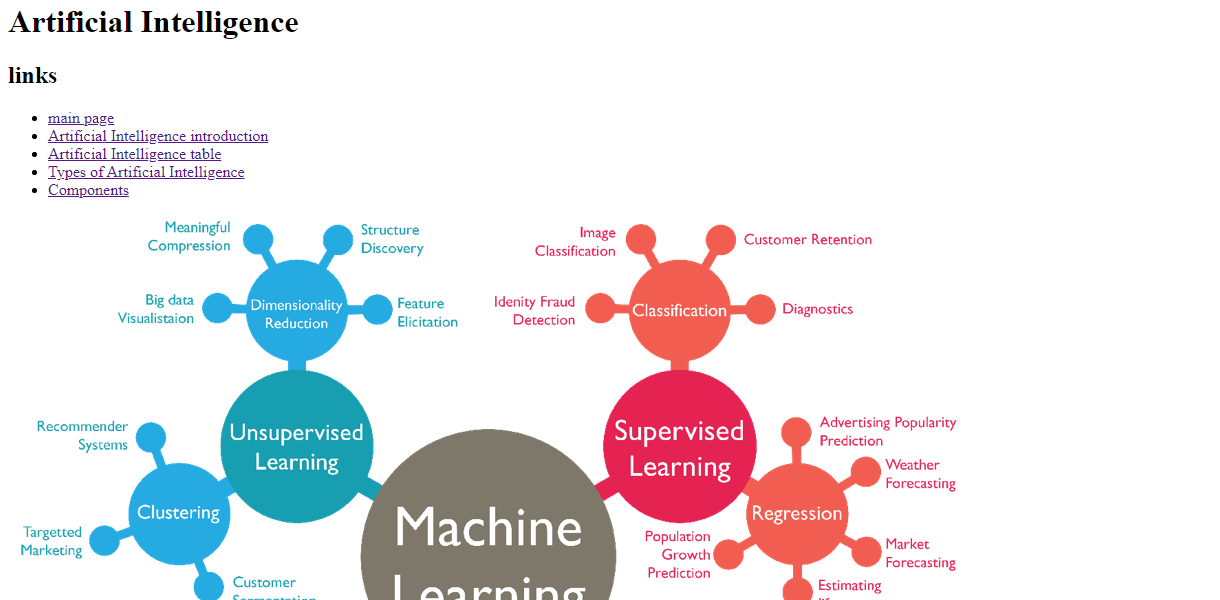 Artificial Intelligence
links
main page
Artificial Intelligence introduction
Artificial Intelligence table
Types of Artificial Intelligence
Components
Meaningful
Compression
Structure
Discovery
Big data
Visualistaion
Dimensionality
Reduction
Feature
Elicitation
Image
Classification
Customer Retention
Idenity Fraud
Detection
Classification
Diagnostics
Recommender
Systems
Unsupervised
Learning
Supervised
Learning
Advertising Popularity
Prediction
Weather
Forecasting
Clustering
Targetted
Marketing
Customer
Machine
Learning
Regression
Population
Growth
Prediction
Market
Forecasting
Estimating